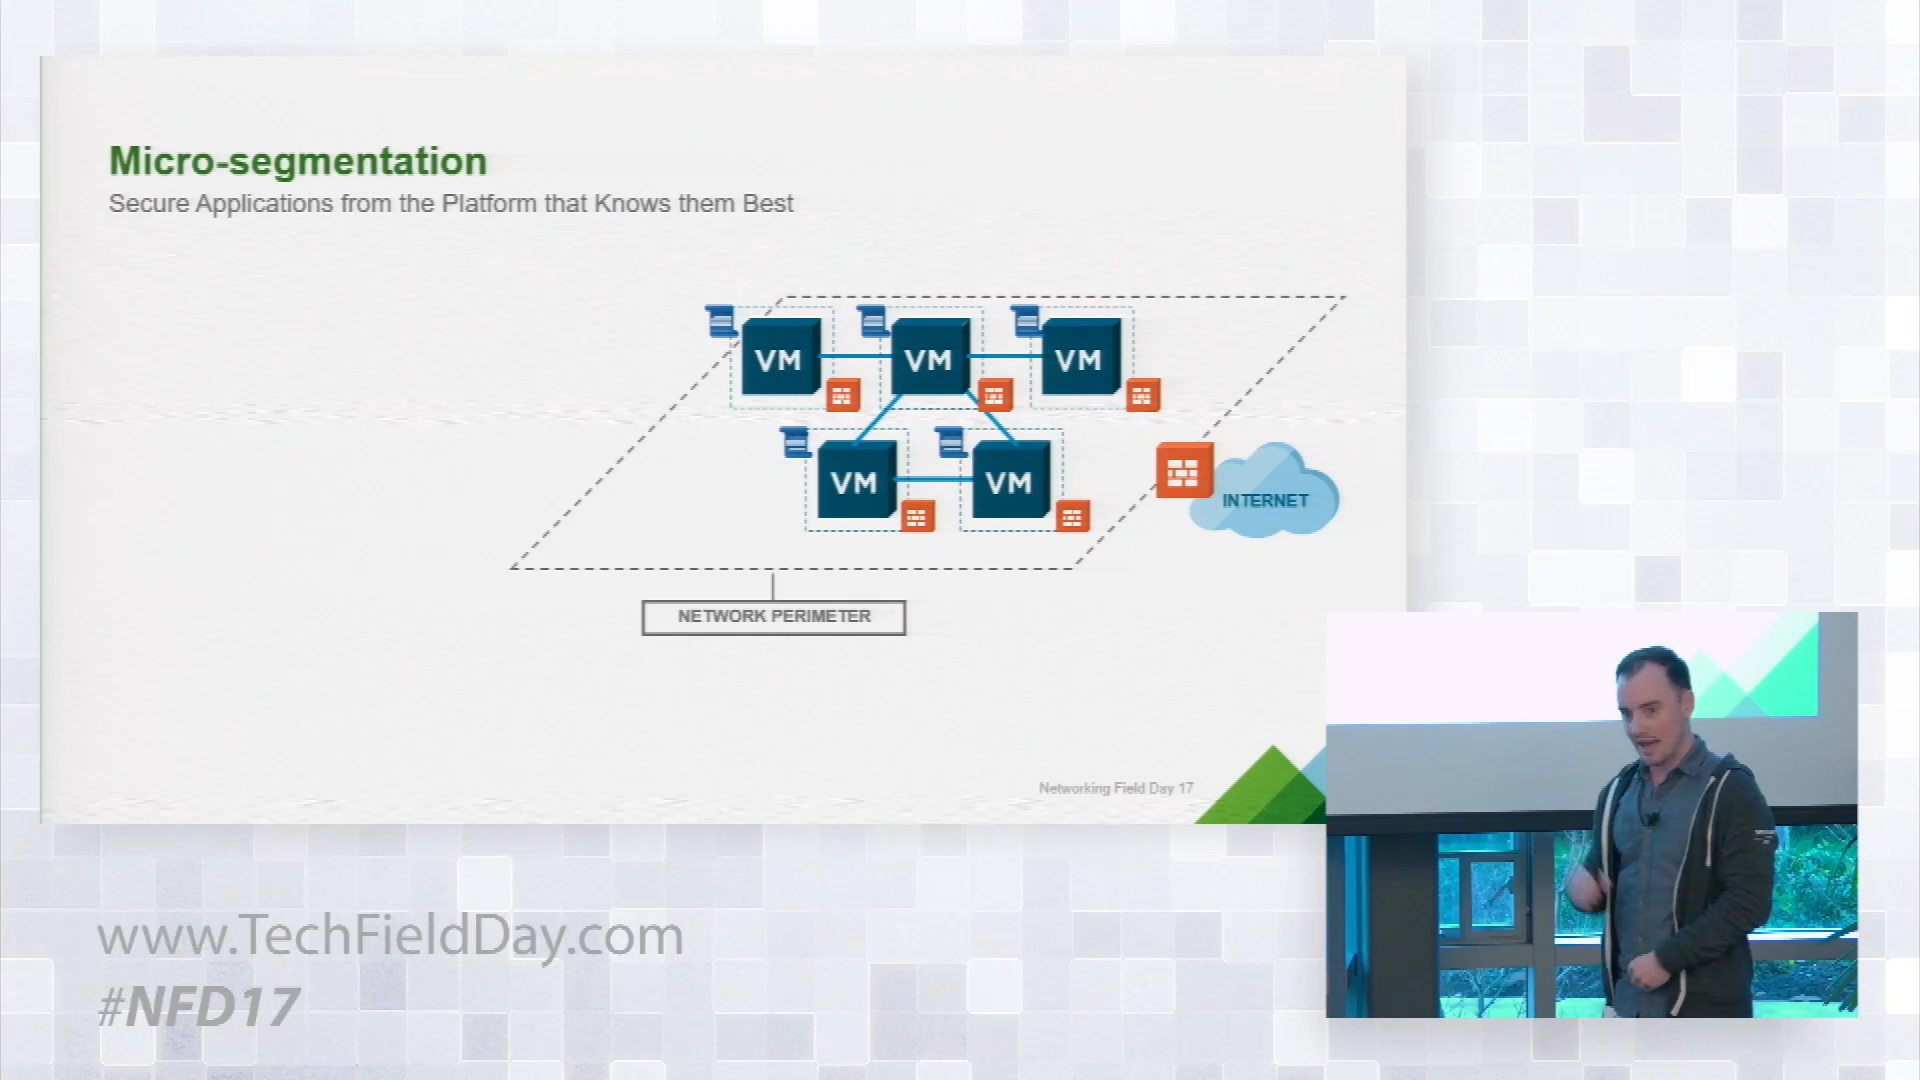 Micro-segmentation
Secure Applications from the Platform that Knows them Best
VM
VM
VM
VM
VM
INTERNET
NETWORK PERIMETER
Networking Field Day 17
www.TechFieldDay.com
#NFD17